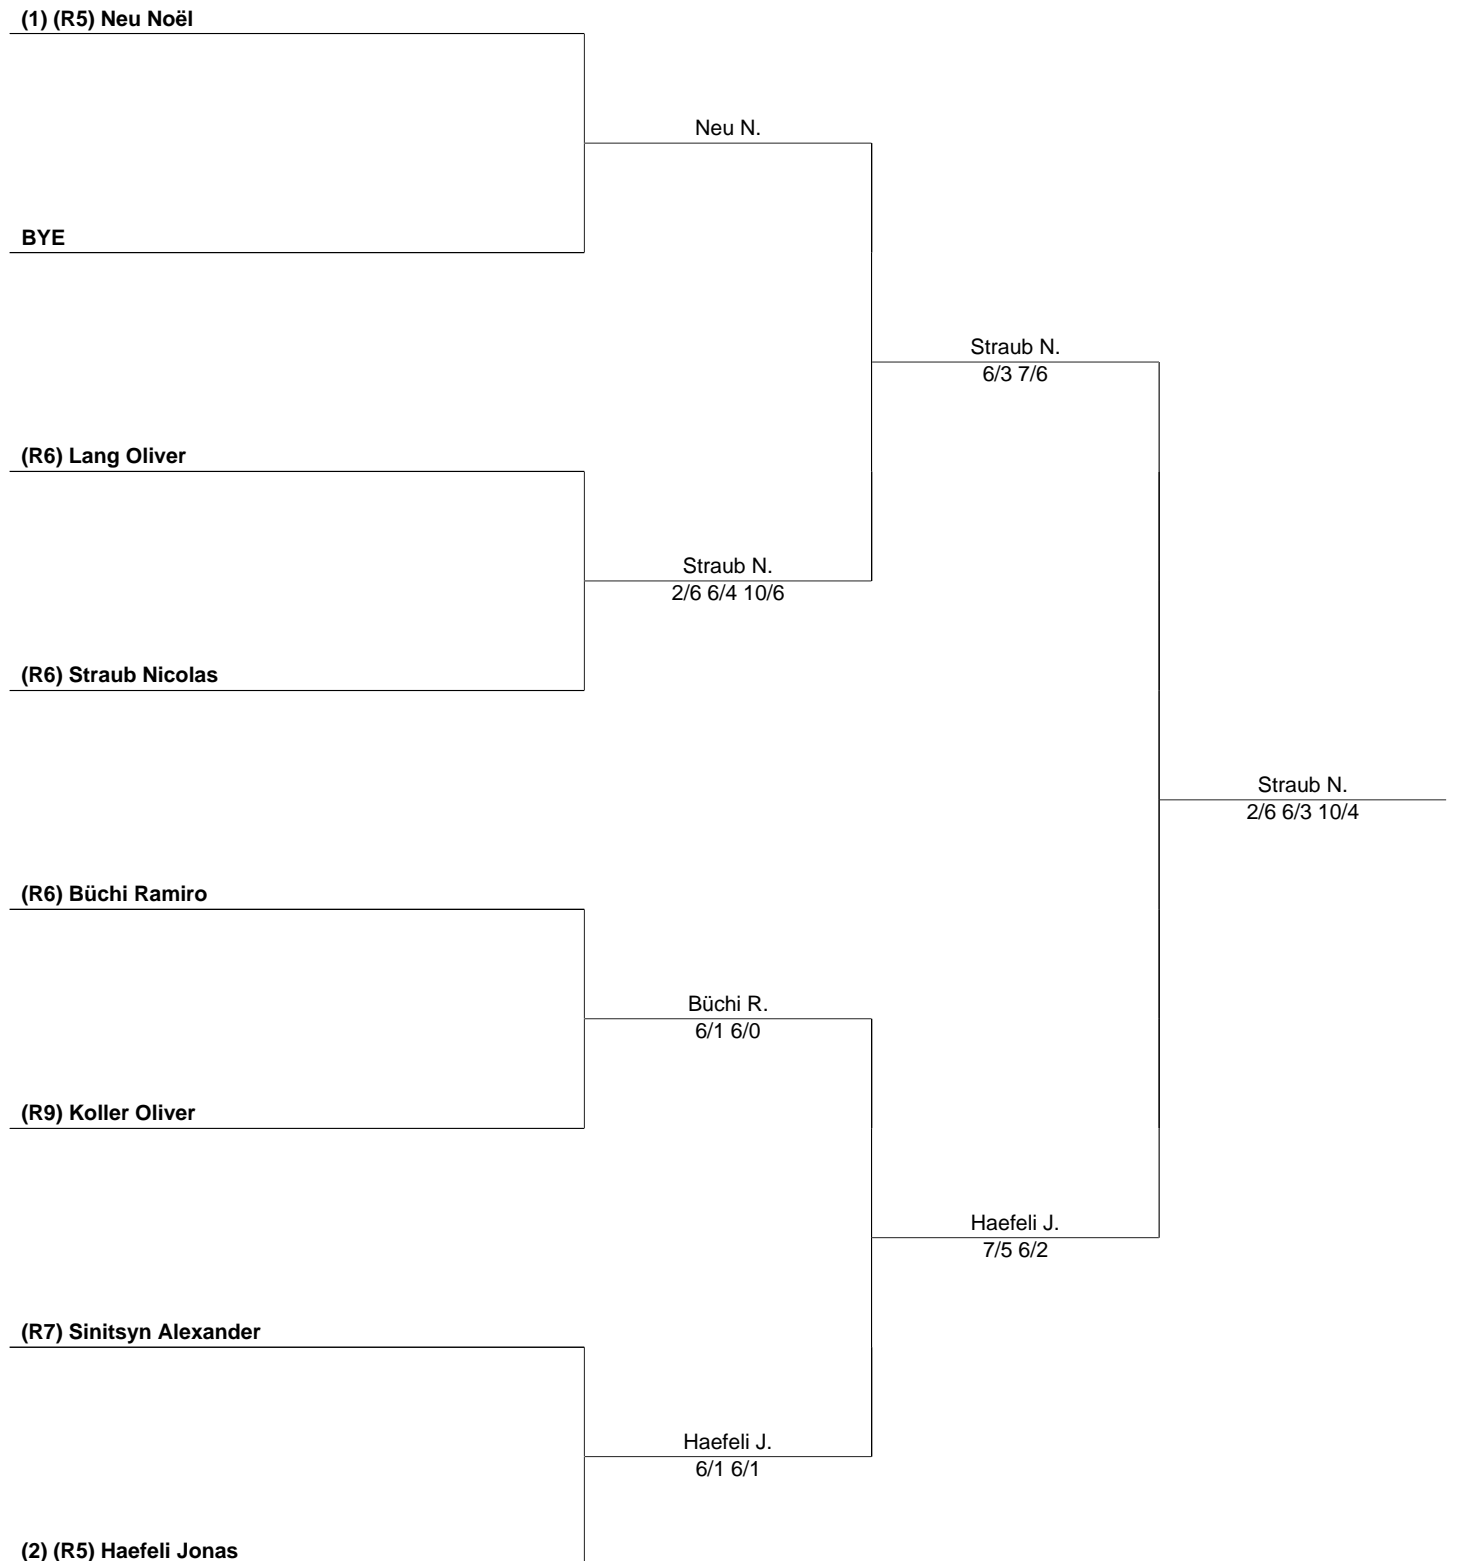 (1) (R5) Neu Noël
Neu N.
BYE
Straub N.
6/3 7/6
(R6) Lang Oliver
Straub N.
2/6 6/4 10/6
(R6) Straub Nicolas
Straub N.
2/6 6/3 10/4
(R6) Büchi Ramiro
Büchi R.
6/1 6/0
(R9) Koller Oliver
Haefeli J.
7/5 6/2
(R7) Sinitsyn Alexander
Haefeli J.
6/1 6/1
(2) (R5) Haefeli Jonas